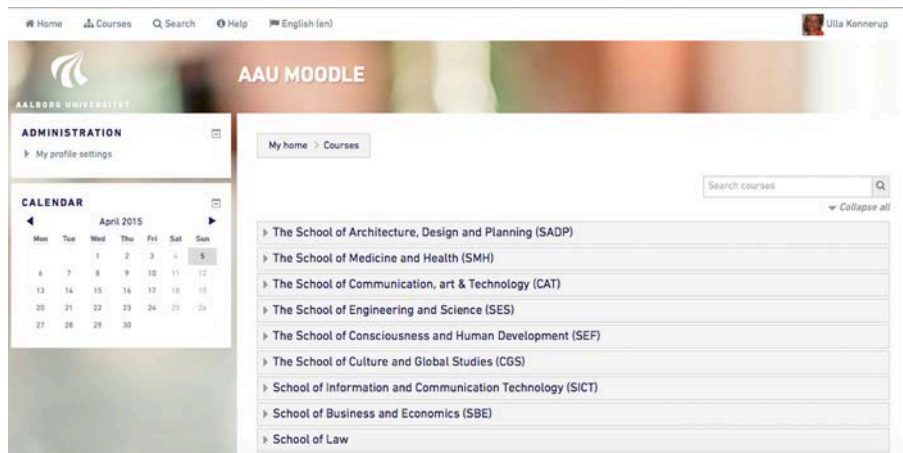 Home Courses Search Help English (en) Ulla Konnerup
AALBORG UNIVERSITET
AAU MOODLE
ADMINISTRATION
My profile settings
CALENDAR
April 2015
Mon Tue Wed Thu Fri Sat Sun
1 2 3 4 5
6 7 8 9 10 11 12
13 14 15 16 17 18 19
20 21 22 23 24 25 26
27 28 29 30
My home > Courses
Search courses
Collapse all
The School of Architecture, Design and Planning (SADP)
The School of Medicine and Health (SMH)
The School of Communication, art & Technology (CAT)
The School of Engineering and Science (SES)
The School of Consciousness and Human Development (SEF)
The School of Culture and Global Studies (CGS)
School of Information and Communication Technology (SICT)
School of Business and Economics (SBE)
School of Law